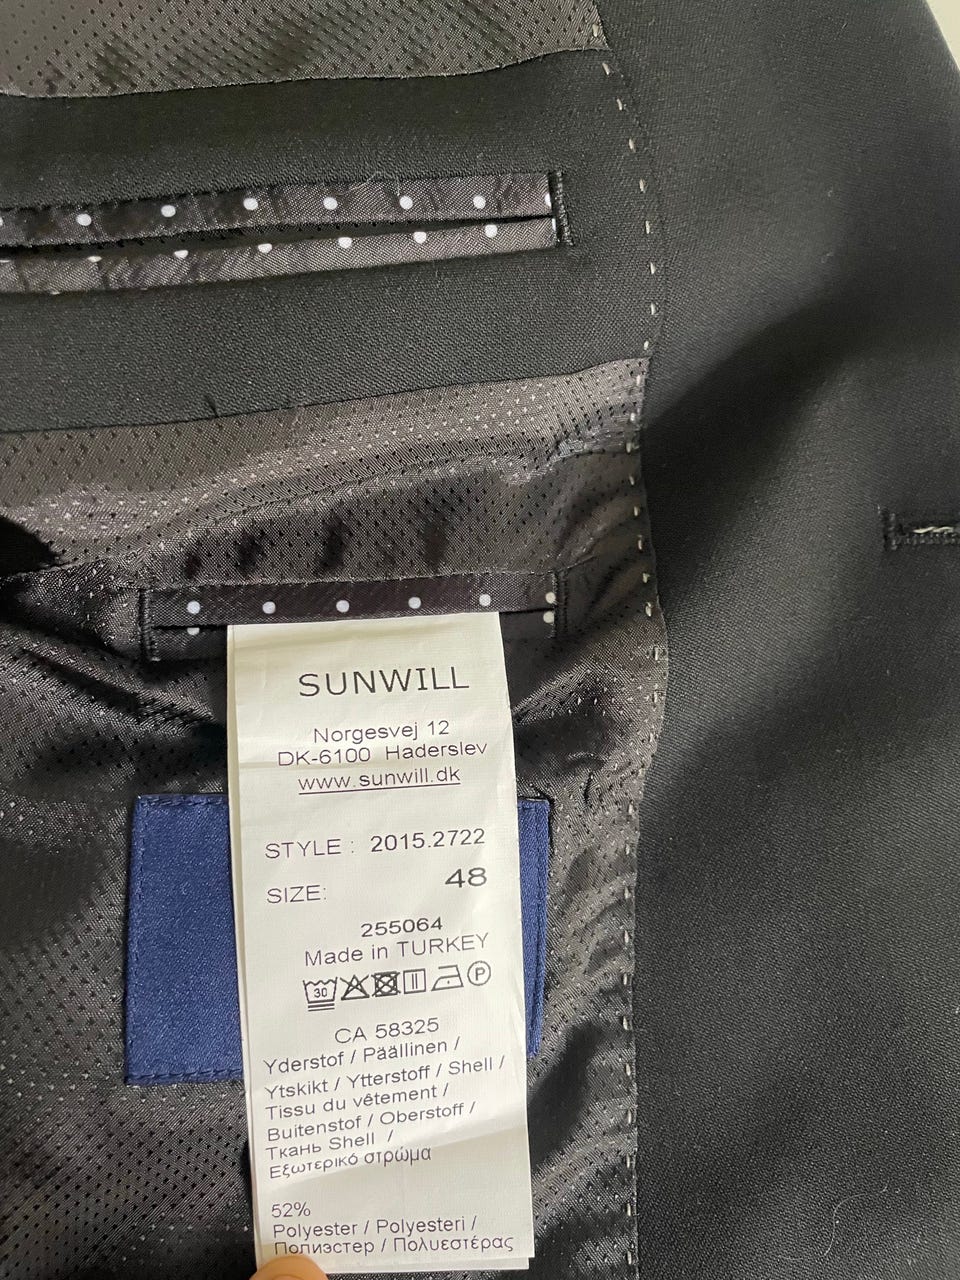 SUNWILL
Norgesvej 12
DK-6100 Haderslev
www.sunwill.dk
STYLE : 2015.2722
SIZE: 48
255064
Made in TURKEY
30 P
CA 58325
Yderstof / Päällinen /
Ytskikt / Ytterstoff / Shell /
Tissu du vêtement /
Buitenstof / Oberstoff /
Ткань Shell /
Εξωτερικό στρώμα
52%
Polyester / Polyesteri /
Полиэстер / Πολυεστέρας